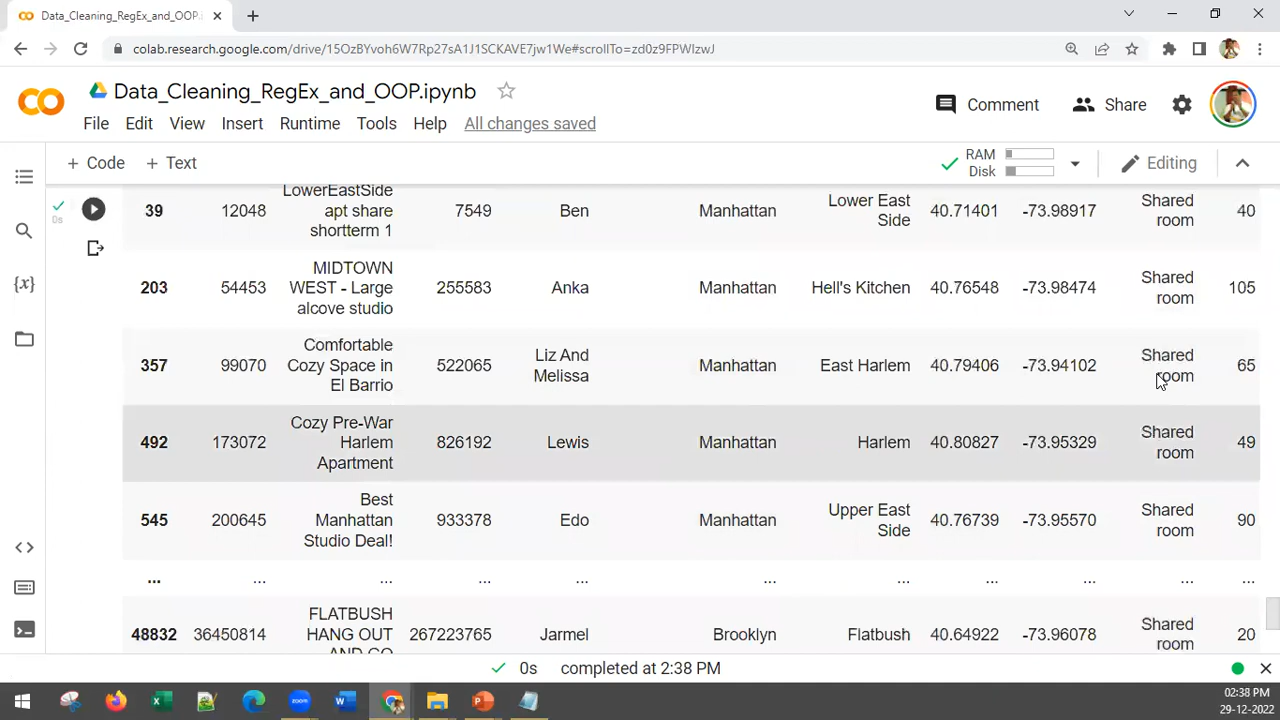 Data_Cleaning_RegEx_and_OOP.i
colab.research.google.com/drive/15OzBYvoh6W7Rp27sA1J1SCKAVE7jw1We#scrollTo=zd0z9FPWIzwJ
Data_Cleaning_RegEx_and_OOP.ipynb
Comment
Share
File Edit View Insert Runtime Tools Help All changes saved
+ Code + Text
RAM
Disk
Editing
0s
39 12048 LowerEastSide apt share shortterm 1 7549 Ben Manhattan Lower East Side 40.71401 -73.98917 Shared room 40
203 54453 MIDTOWN WEST - Large alcove studio 255583 Anka Manhattan Hell's Kitchen 40.76548 -73.98474 Shared room 105
357 99070 Comfortable Cozy Space in El Barrio 522065 Liz And Melissa Manhattan East Harlem 40.79406 -73.94102 Shared room 65
492 173072 Cozy Pre-War Harlem Apartment 826192 Lewis Manhattan Harlem 40.80827 -73.95329 Shared room 49
545 200645 Best Manhattan Studio Deal! 933378 Edo Manhattan Upper East Side 40.76739 -73.95570 Shared room 90
... ... ... ... ... ... ... ... ... ... ...
48832 36450814 FLATBUSH HANG OUT AND GO 267223765 Jarmel Brooklyn Flatbush 40.64922 -73.96078 Shared room 20
0s completed at 2:38 PM
zoom
02:38 PM
29-12-2022